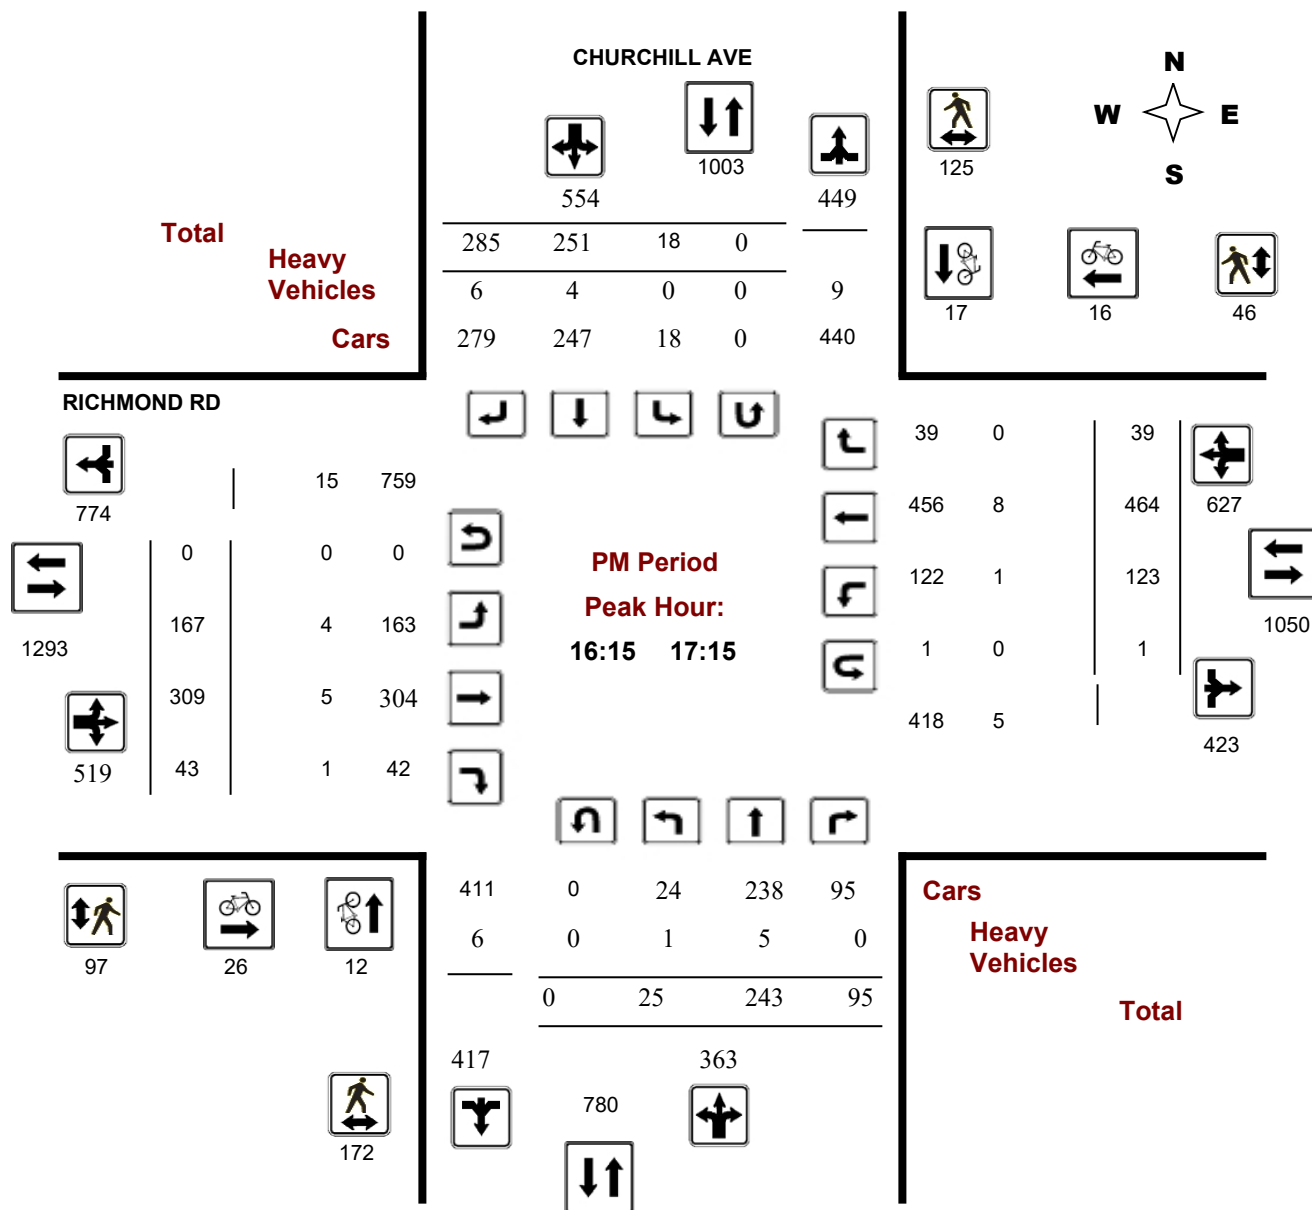 CHURCHILL AVE
N
W E
S
1003
125
554 449
Total 285 251 18 0
Heavy
Vehicles 6 4 0 0 9
17 16 46
Cars 279 247 18 0 440
RICHMOND RD
39 0 39
15 759
774
456 8 464 627
0 0 0
PM Period
122 1 123
Peak Hour:
167 4 163
1050
1293
16:15 17:15
1 0 1
309 5 304
418 5
423
519 43 1 42
411 0 24 238 95 Cars
6 0 1 5 0 Heavy
Vehicles
97 26 12
0 25 243 95 Total
417 363
780
172